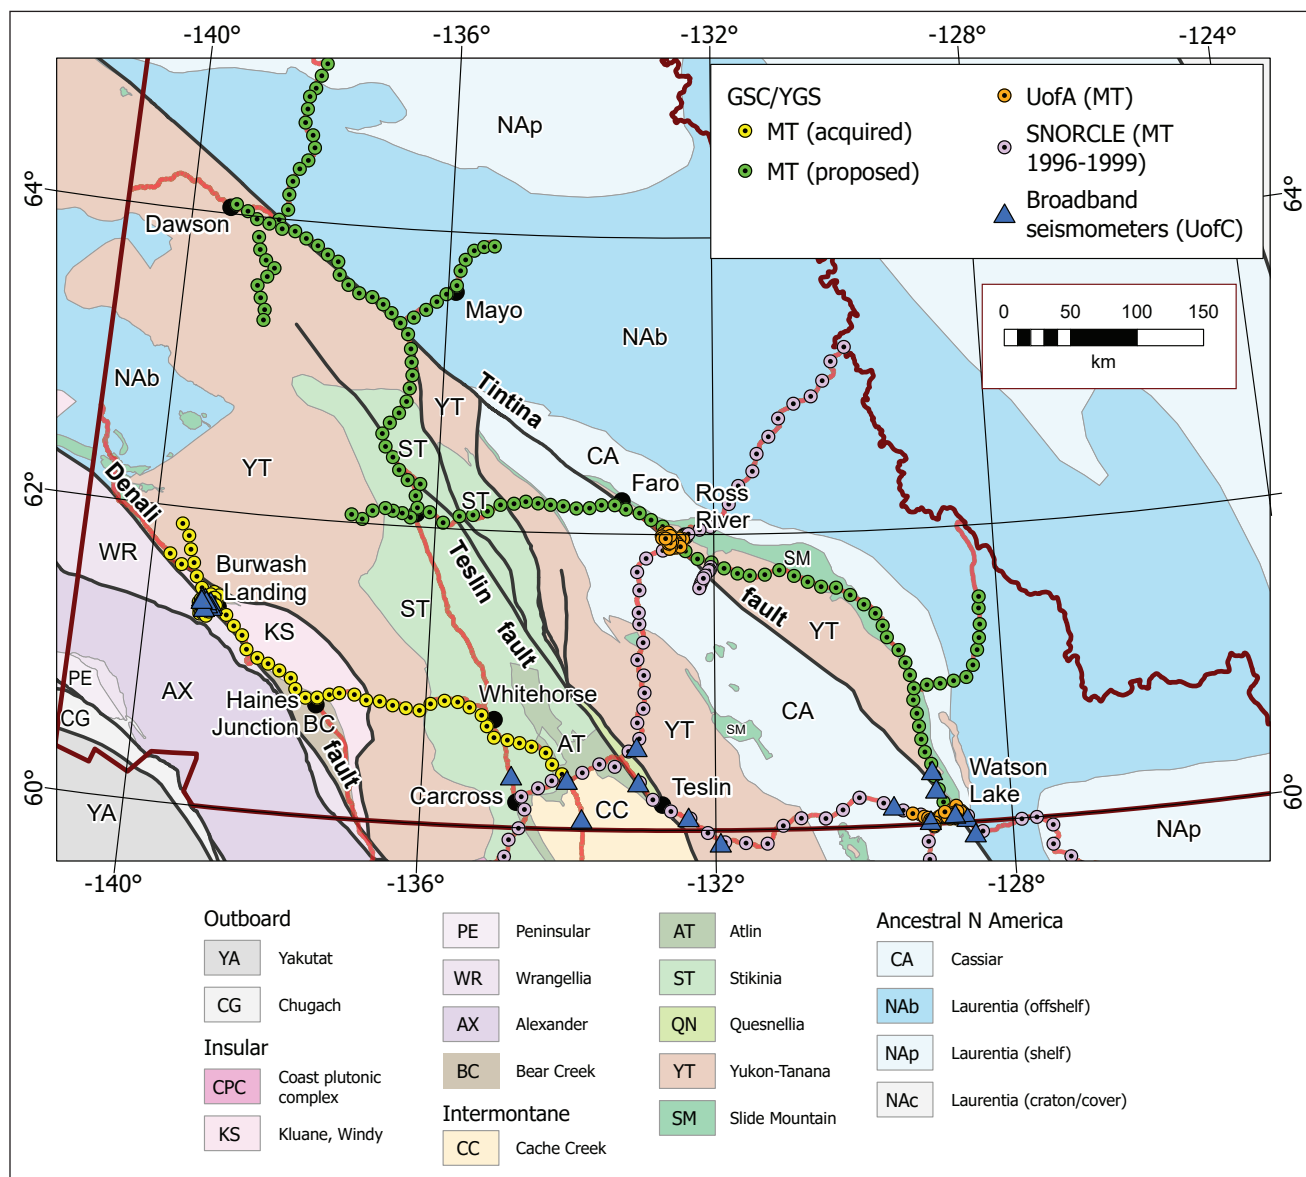 -140°
-136°
-132°
-128°
-124°
GSC/YGS
MT (acquired)
MT (proposed)
UofA (MT)
SNORCLE (MT
1996-1999)
Broadband
seismometers (UofC)
0 50 100 150
km
64°
64°
62°
62°
60°
60°
NAp
Dawson
Mayo
NAb
NAb
Tintina
YT
ST
CA
YT
Faro
Ross
River
ST
Denali
WR
Burwash
Landing
KS
Teslin
SM
fault
YT
ST
fault
PE
AX
CG
Haines
Junction
BC
Whitehorse
CA
YT
SM
AT
fault
Carcross
CC
Teslin
Watson
Lake
YA
NAp
-140°
-136°
-132°
-128°
Outboard
YA Yakutat
CG Chugach
Insular
CPC Coast plutonic
complex
KS Kluane, Windy
PE Peninsular
WR Wrangellia
AX Alexander
BC Bear Creek
Intermontane
CC Cache Creek
AT Atlin
ST Stikinia
QN Quesnellia
YT Yukon-Tanana
SM Slide Mountain
Ancestral N America
CA Cassiar
NAb Laurentia (offshelf)
NAp Laurentia (shelf)
NAc Laurentia (craton/cover)